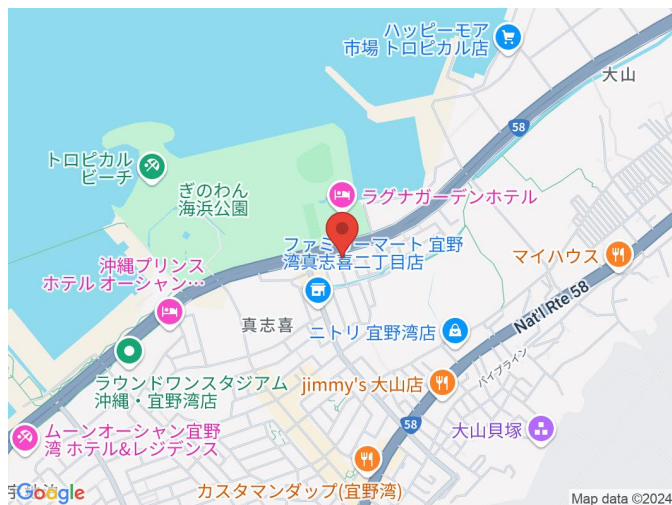 ハッピーモア
市場 トロピカル店
大山
58
トロピカル
ビーチ
ぎのわん
海浜公園
ラグナガーデンホテル
ファミリーマート 宜野
湾真志喜二丁目店
マイハウス
沖縄プリンス
ホテル オーシャン…
真志喜
ニトリ 宜野湾店
Nat'l Rte 58
パイプライン
ラウンドワンスタジアム
沖縄・宜野湾店
jimmy's 大山店
58
大山貝塚
ムーンオーシャン宜野
湾 ホテル&レジデンス
カスタマンダップ(宜野湾)
Google
Map data ©2024